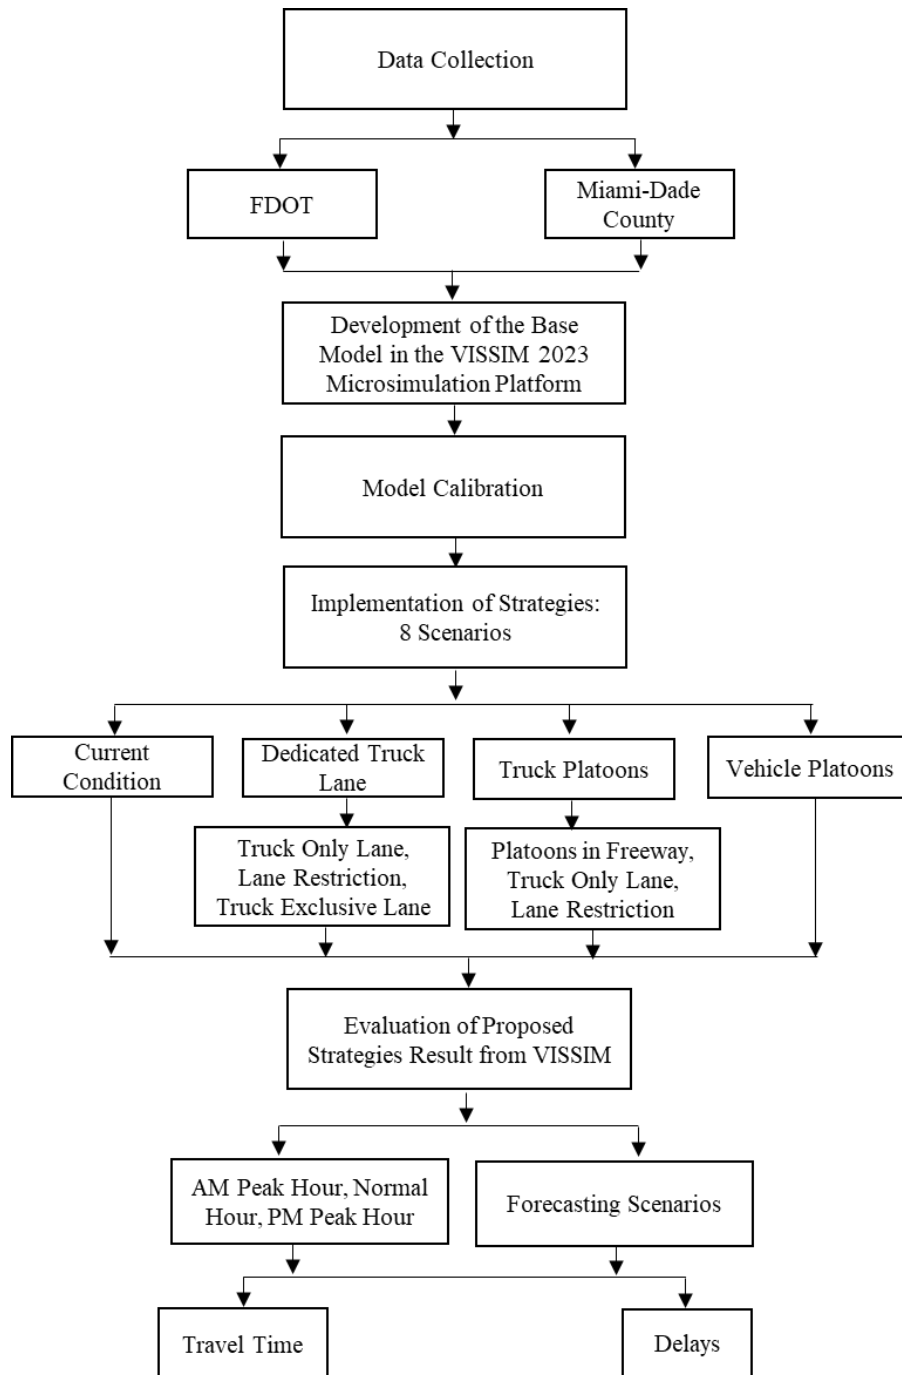 Data Collection
FDOT
Miami-Dade
County
Development of the Base
Model in the VISSIM 2023
Microsimulation Platform
Model Calibration
Implementation of Strategies:
8 Scenarios
Current
Condition
Dedicated Truck
Lane
Truck Platoons
Vehicle Platoons
Truck Only Lane,
Lane Restriction,
Truck Exclusive Lane
Platoons in Freeway,
Truck Only Lane,
Lane Restriction
Evaluation of Proposed
Strategies Result from VISSIM
AM Peak Hour, Normal
Hour, PM Peak Hour
Forecasting Scenarios
Travel Time
Delays